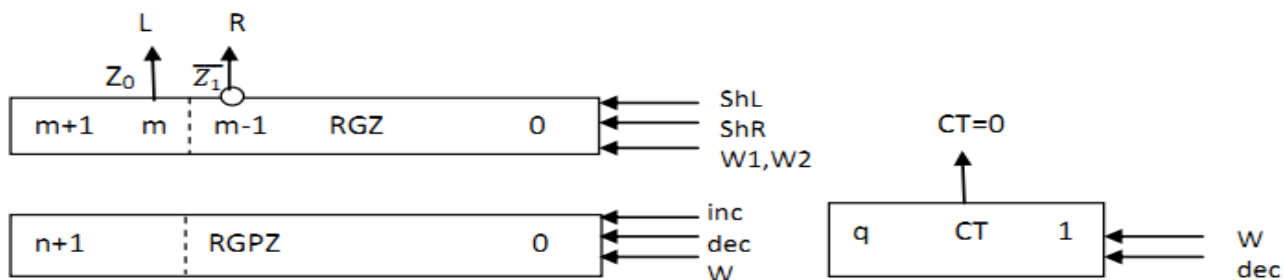 L R
Z₀ Z̅₁
m+1 m m-1 RGZ 0
ShL
ShR
W1,W2
CT=0
n+1 RGPZ 0
inc
dec
W
q CT 1
W
dec